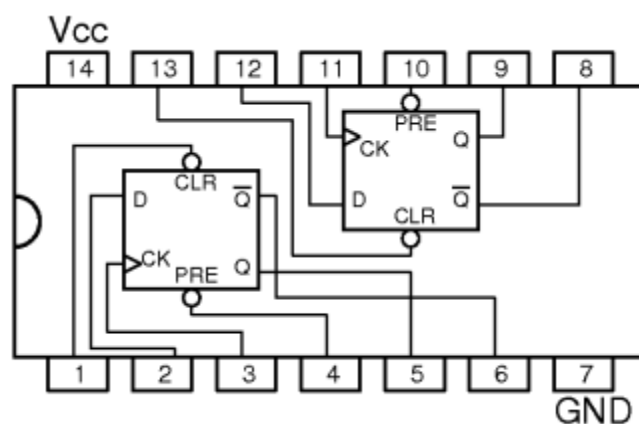 Vcc
14 13 12 11 10 9 8
PRE
CK Q
D Q̅
CLR
CLR
D Q̅
CK
PRE Q
1 2 3 4 5 6 7
GND